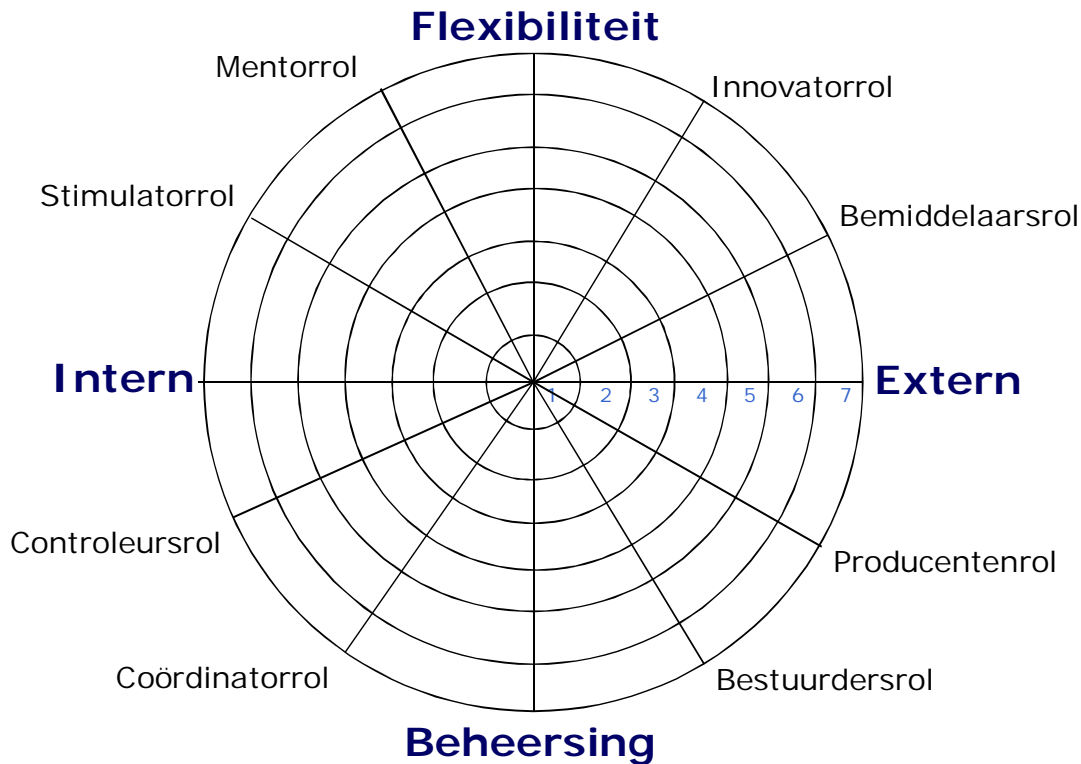 Flexibiliteit
Mentorrol
Innovatorrol
Stimulatorrol
Bemiddelaarsrol
Intern
Extern
1 2 3 4 5 6 7
Controleursrol
Producentenrol
Coördinatorrol
Bestuurdersrol
Beheersing